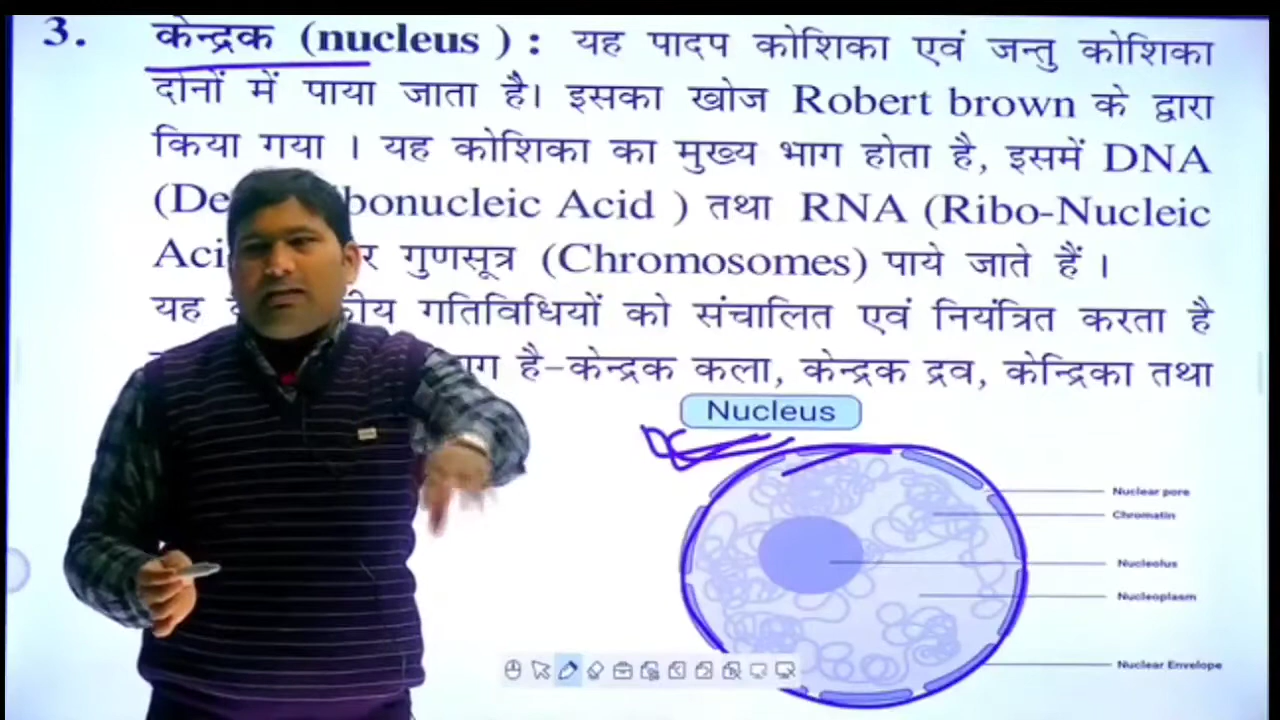 3. केन्द्रक (nucleus ) : यह पादप कोशिका एवं जन्तु कोशिका
दोनों में पाया जाता है। इसका खोज Robert brown के द्वारा
किया गया । यह कोशिका का मुख्य भाग होता है, इसमें DNA
(De bonucleic Acid ) तथा RNA (Ribo-Nucleic
Aci र गुणसूत्र (Chromosomes) पाये जाते हैं ।
यह गतिविधियों को संचालित एवं नियंत्रित करता है
है-केन्द्रक कला, केन्द्रक द्रव, केन्द्रिका तथा
Nucleus
Nuclear pore
Chromatin
Nucleolus
Nucleoplasm
Nuclear Envelope